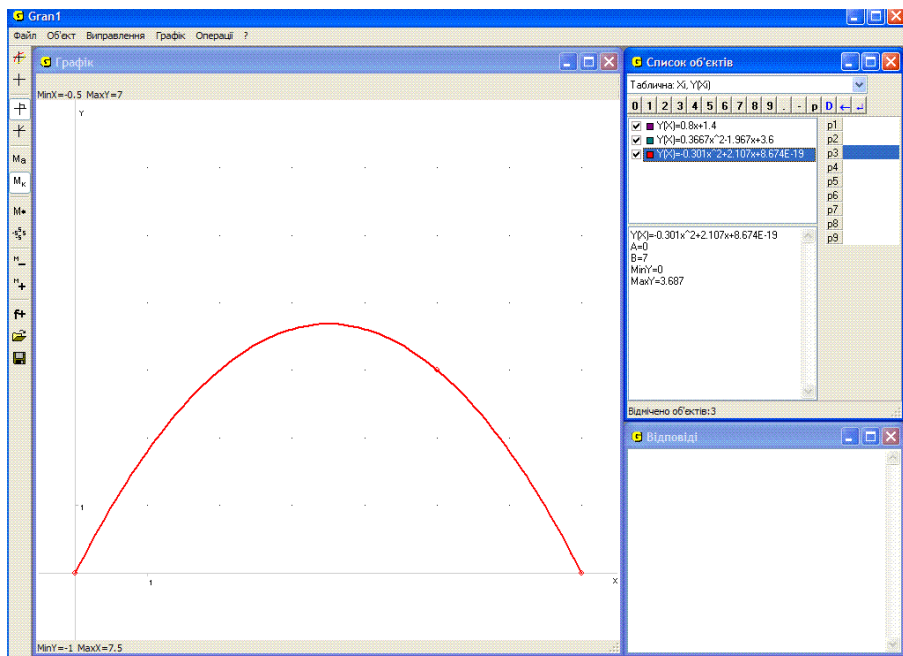 Gran1
Файл Об'єкт Виправлення Графік Операції ?
Графік
MinX=-0.5 MaxY=7
Y
1
1
X
MinY=-1 MaxX=7.5
Ma
Mк
M*
M
M
f+
Список об'єктів
Таблична: Xi, Y(Xi)
0 1 2 3 4 5 6 7 8 9 . - p D ← ↵
Y(X)=0.8x+1.4
Y(X)=0.3667x^2-1.967x+3.6
Y(X)=-0.301x^2+2.107x+8.674E-19
p1
p2
p3
p4
p5
p6
p7
p8
p9
Y(X)=-0.301x^2+2.107x+8.674E-19
A=0
B=7
MinY=0
MaxY=3.687
Відмічено об'єктів:3
Відповіді